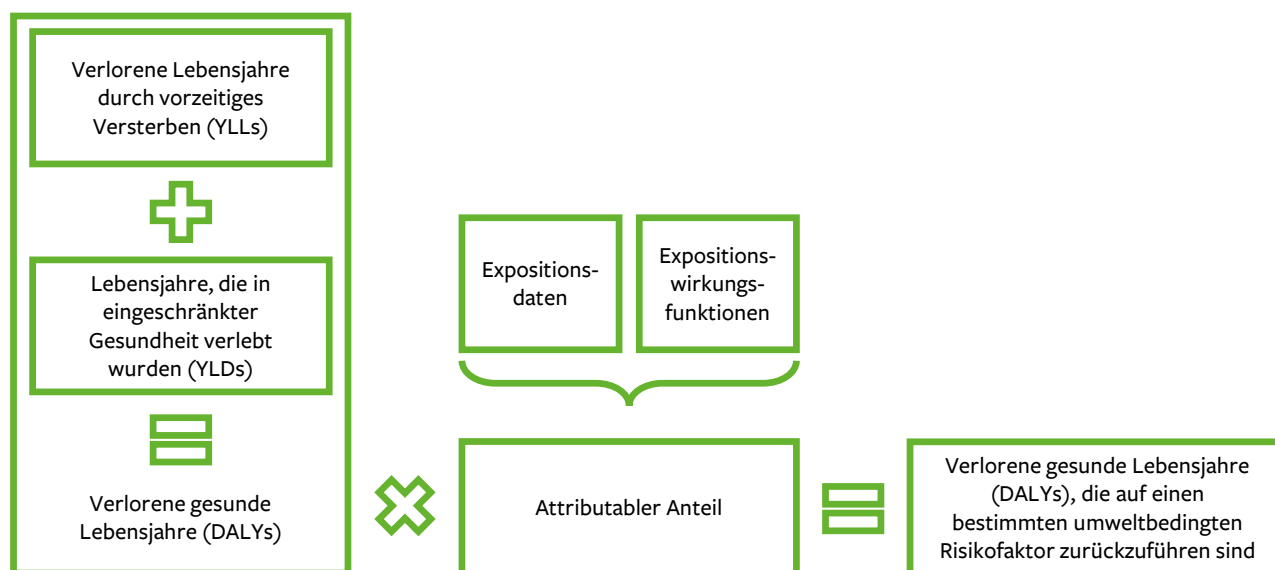 Verlorene Lebensjahre
durch vorzeitiges
Versterben (YLLs)
Lebensjahre, die in
eingeschränkter
Gesundheit verlebt
wurden (YLDs)
Verlorene gesunde
Lebensjahre (DALYs)
Expositions-
daten
Expositions-
wirkungs-
funktionen
Attributabler Anteil
Verlorene gesunde Lebensjahre
(DALYs), die auf einen
bestimmten umweltbedingten
Risikofaktor zurückzuführen sind